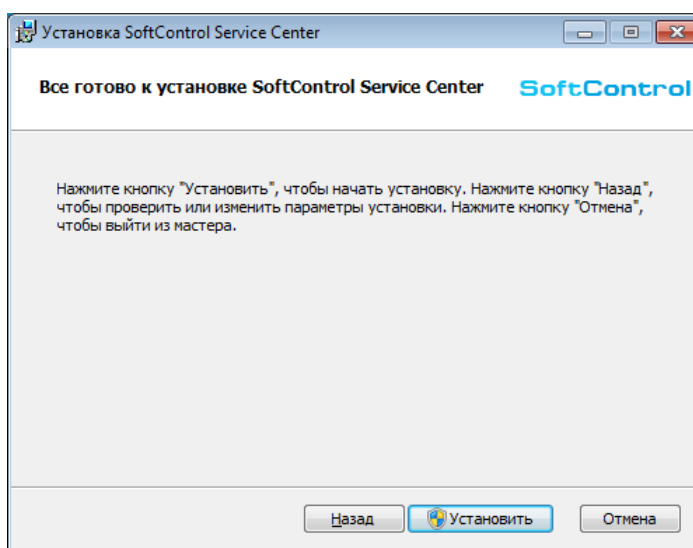 Установка SoftControl Service Center
Все готово к установке SoftControl Service Center
SoftControl
Нажмите кнопку "Установить", чтобы начать установку. Нажмите кнопку "Назад",
чтобы проверить или изменить параметры установки. Нажмите кнопку "Отмена",
чтобы выйти из мастера.
Назад
Установить
Отмена